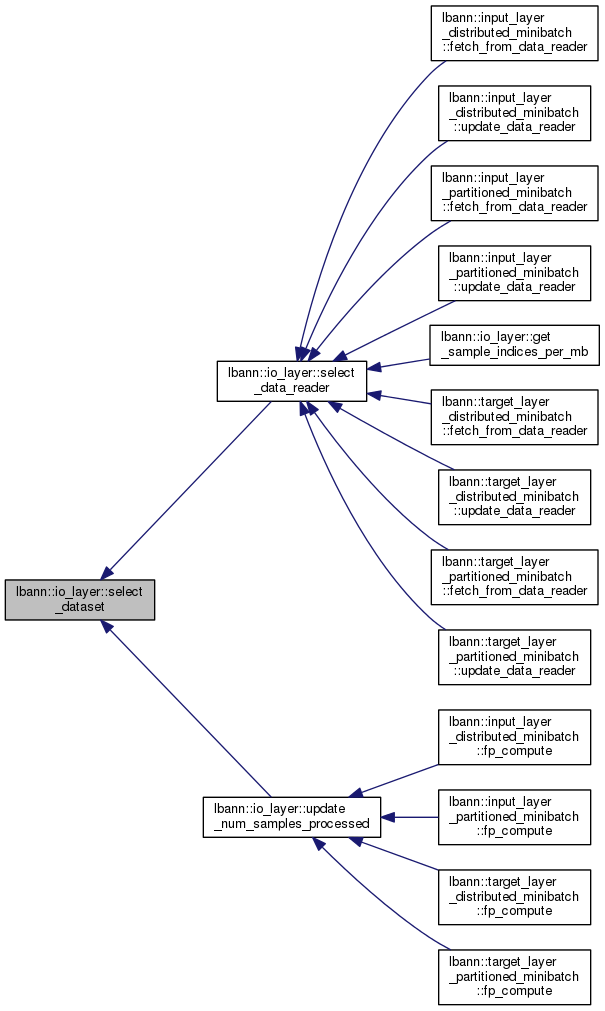 lbann::input_layer
_distributed_minibatch
::fetch_from_data_reader
lbann::input_layer
_distributed_minibatch
::update_data_reader
lbann::input_layer
_partitioned_minibatch
::fetch_from_data_reader
lbann::input_layer
_partitioned_minibatch
::update_data_reader
lbann::io_layer::get
_sample_indices_per_mb
lbann::io_layer::select
_data_reader
lbann::target_layer
_distributed_minibatch
::fetch_from_data_reader
lbann::target_layer
_distributed_minibatch
::update_data_reader
lbann::target_layer
_partitioned_minibatch
::fetch_from_data_reader
lbann::io_layer::select
_dataset
lbann::target_layer
_partitioned_minibatch
::update_data_reader
lbann::input_layer
_distributed_minibatch
::fp_compute
lbann::io_layer::update
_num_samples_processed
lbann::input_layer
_partitioned_minibatch
::fp_compute
lbann::target_layer
_distributed_minibatch
::fp_compute
lbann::target_layer
_partitioned_minibatch
::fp_compute